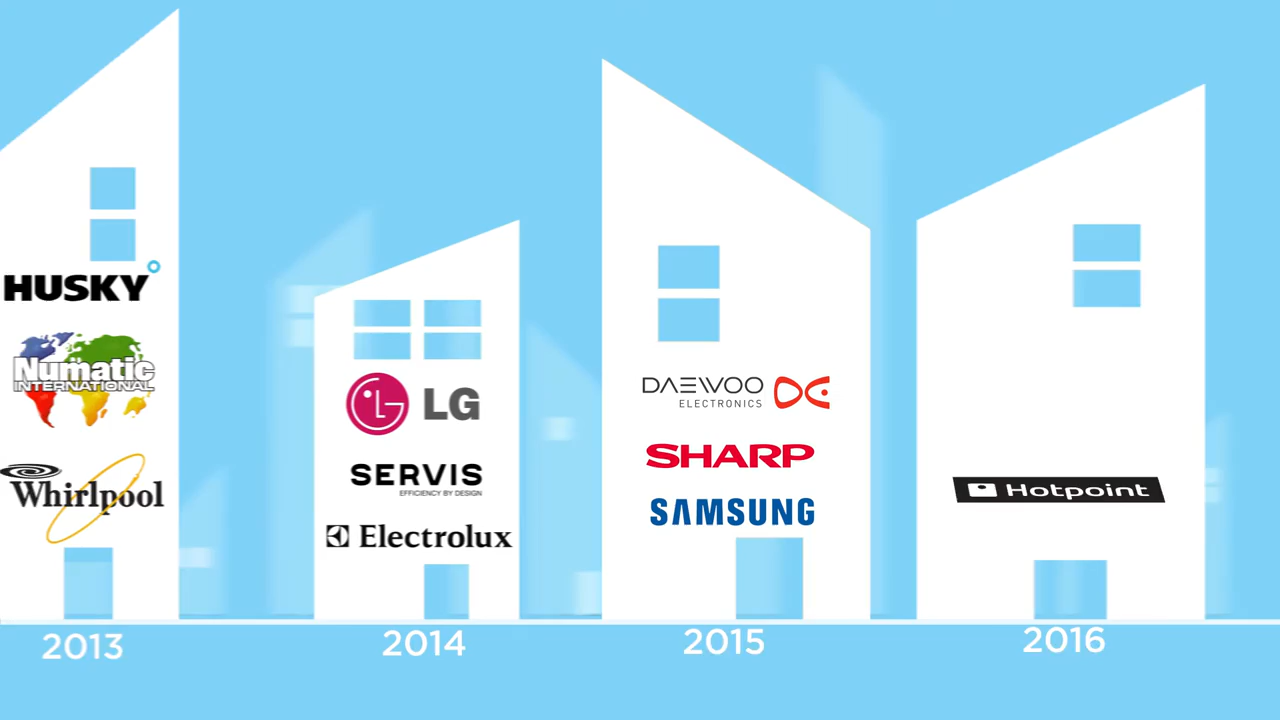 HUSKY
Numatic
INTERNATIONAL
Whirlpool
2013
LG
SERVIS
EFFICIENCY BY DESIGN
Electrolux
2014
DAEWOO
ELECTRONICS
SHARP
SAMSUNG
2015
Hotpoint
2016